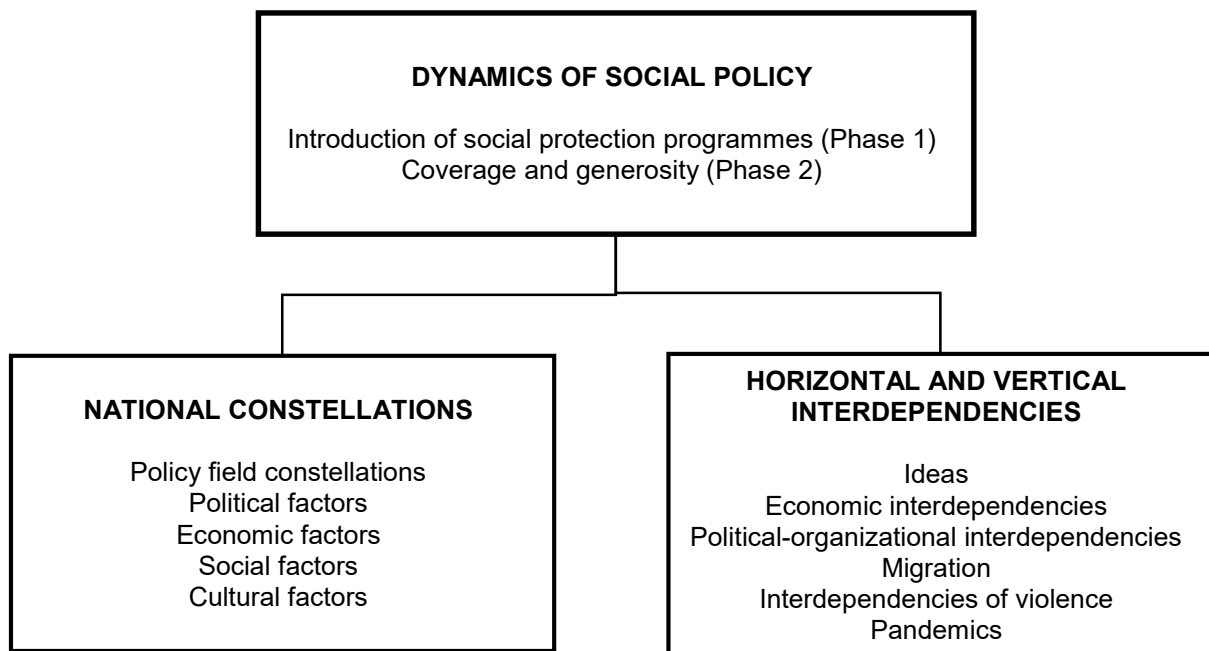 DYNAMICS OF SOCIAL POLICY
Introduction of social protection programmes (Phase 1)
Coverage and generosity (Phase 2)
NATIONAL CONSTELLATIONS
Policy field constellations
Political factors
Economic factors
Social factors
Cultural factors
HORIZONTAL AND VERTICAL
INTERDEPENDENCIES
Ideas
Economic interdependencies
Political-organizational interdependencies
Migration
Interdependencies of violence
Pandemics